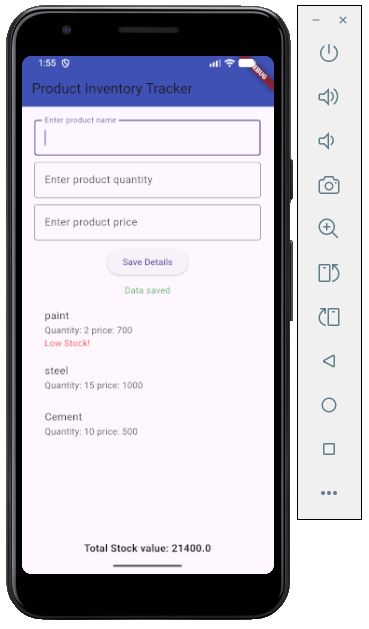 1:55
DEBUG
Product Inventory Tracker
Enter product name
Enter product quantity
Enter product price
Save Details
Data saved
paint
Quantity: 2 price: 700
Low Stock!
steel
Quantity: 15 price: 1000
Cement
Quantity: 10 price: 500
Total Stock value: 21400.0